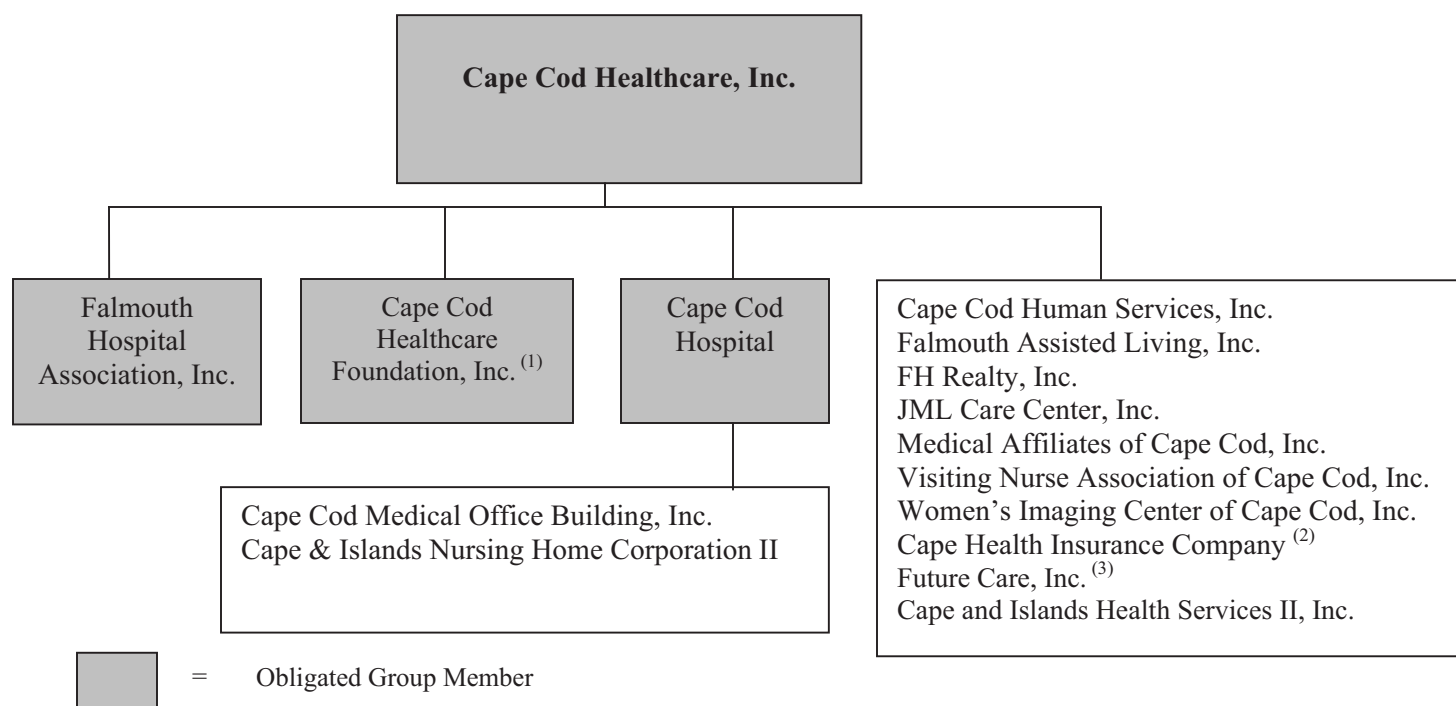 Cape Cod Healthcare, Inc.
Falmouth
Hospital
Association, Inc.
Cape Cod
Healthcare
Foundation, Inc. (1)
Cape Cod
Hospital
Cape Cod Human Services, Inc.
Falmouth Assisted Living, Inc.
FH Realty, Inc.
JML Care Center, Inc.
Medical Affiliates of Cape Cod, Inc.
Visiting Nurse Association of Cape Cod, Inc.
Women’s Imaging Center of Cape Cod, Inc.
Cape Health Insurance Company (2)
Future Care, Inc. (3)
Cape and Islands Health Services II, Inc.
Cape Cod Medical Office Building, Inc.
Cape & Islands Nursing Home Corporation II
= Obligated Group Member